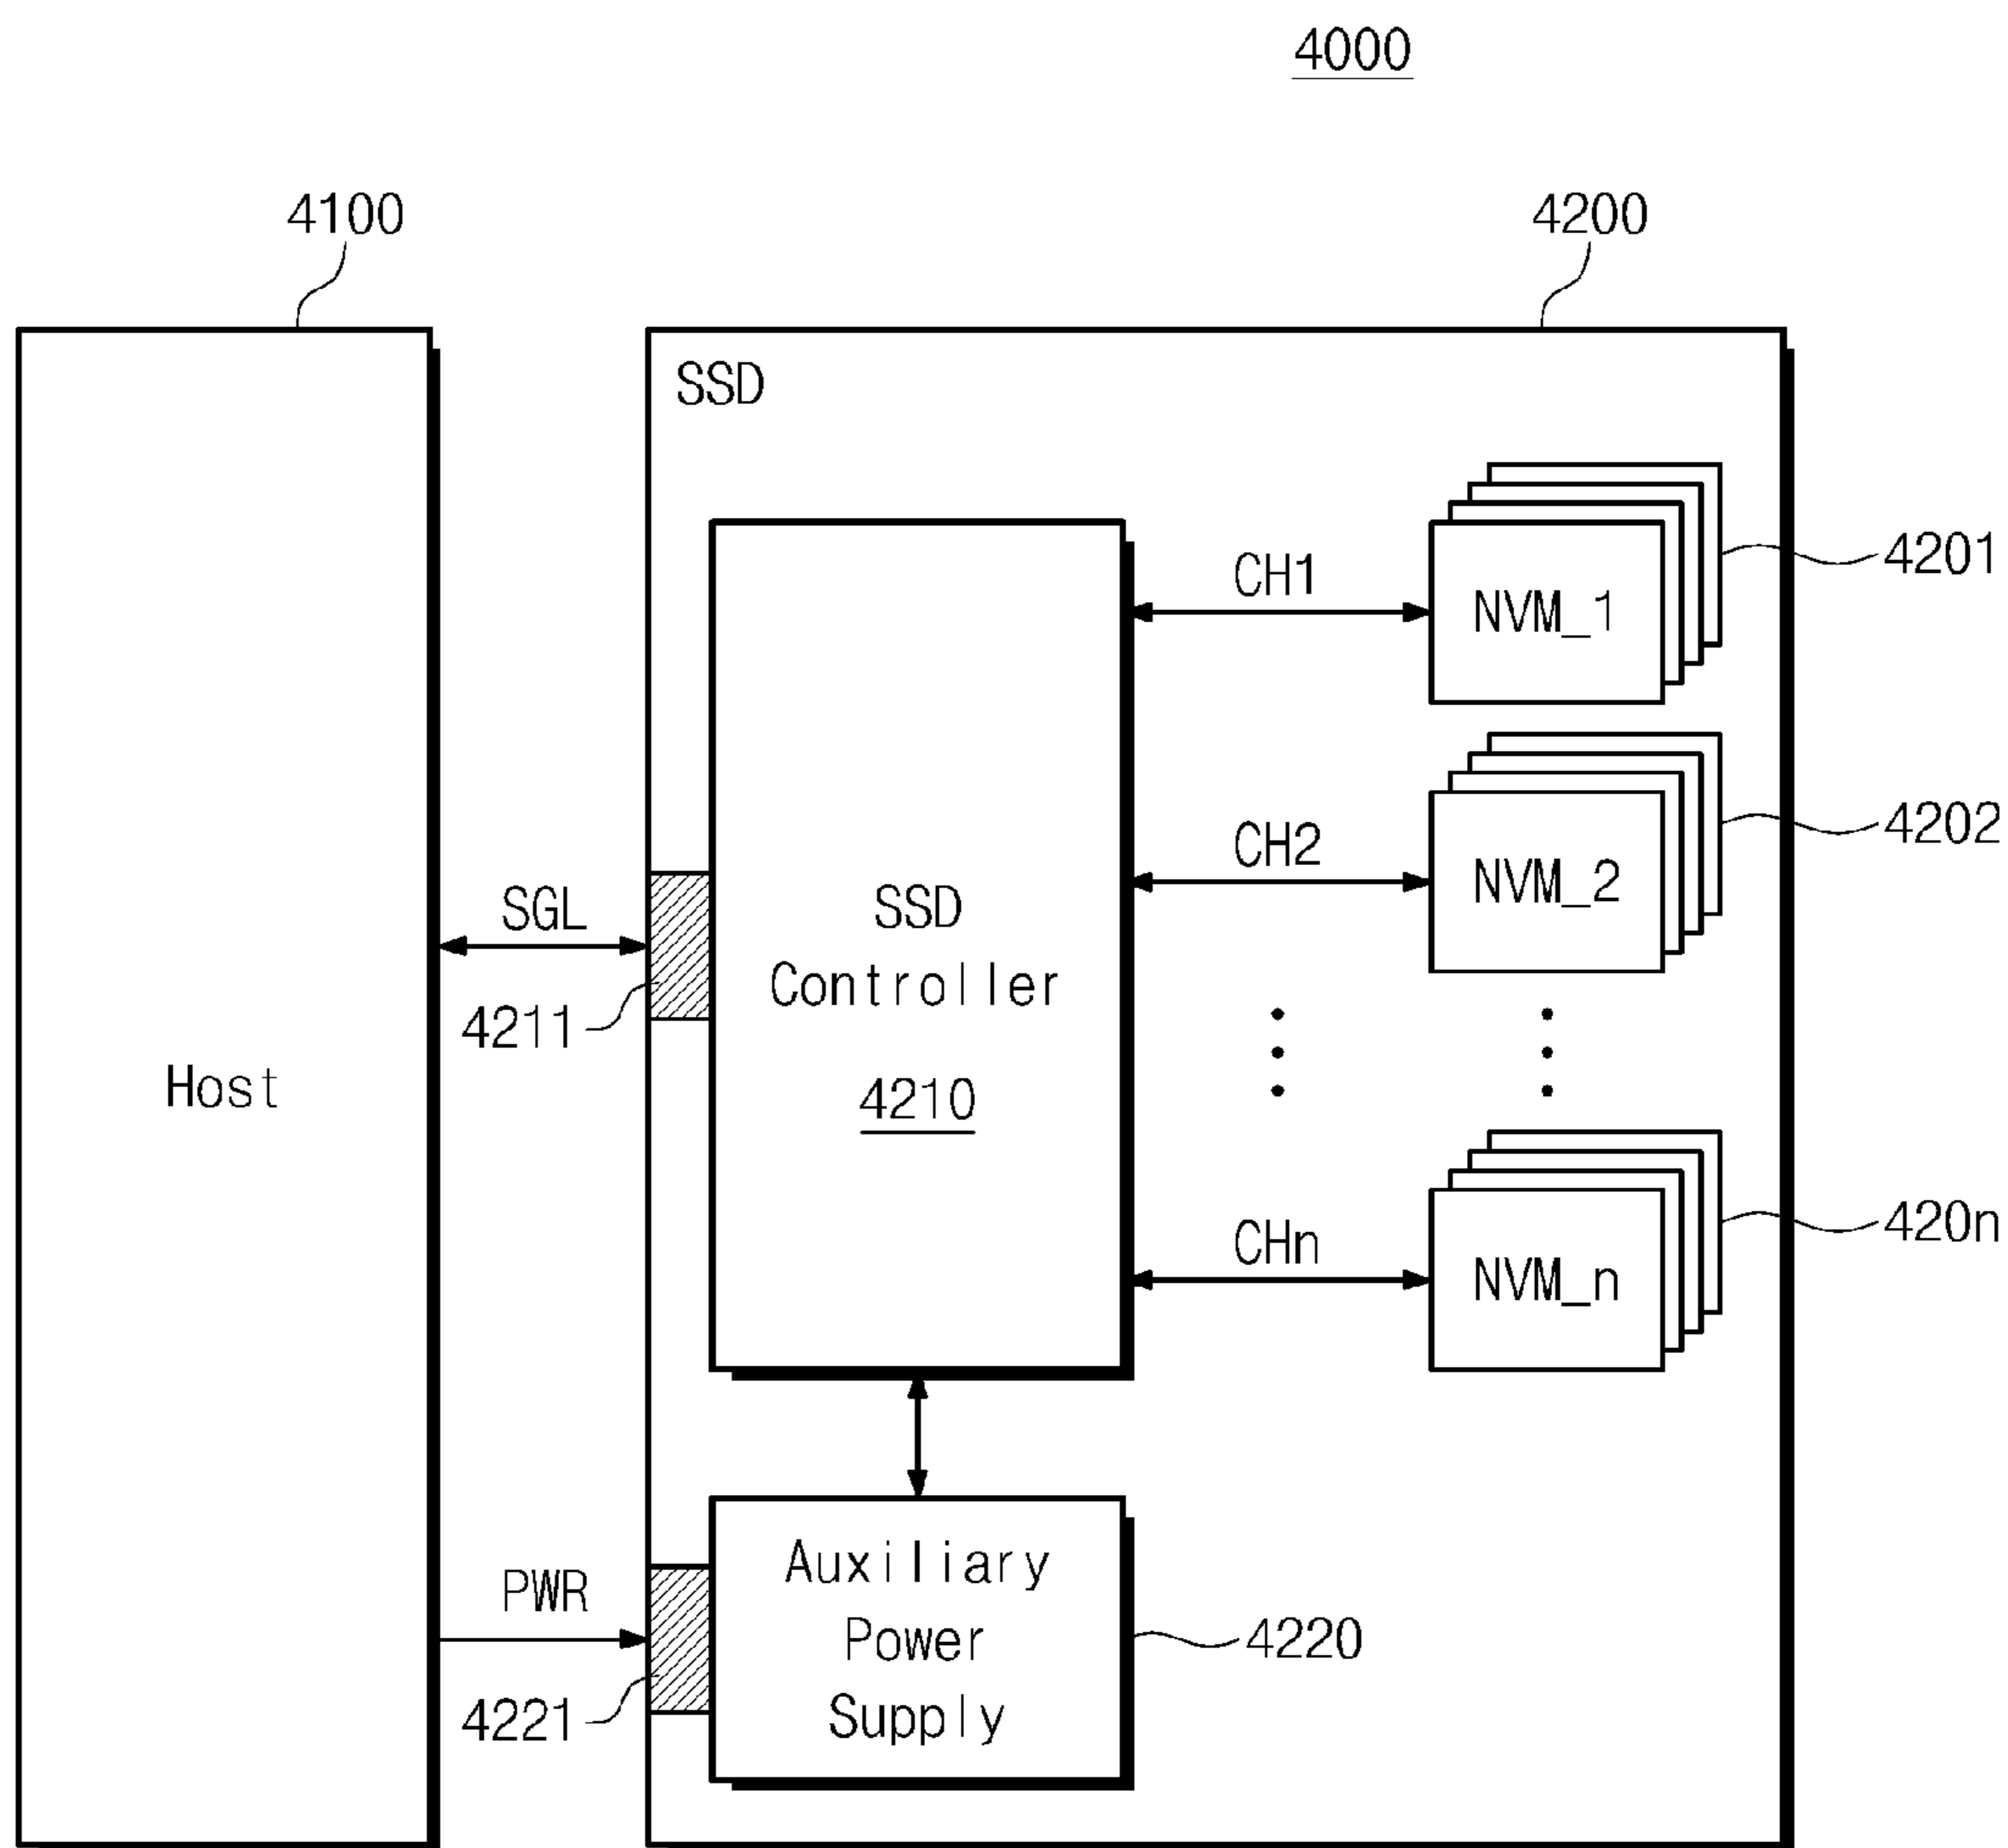 4000
4100
4200
SSD
4201
CH1
NVM_1
4202
CH2
NVM_2
SGL
SSD
Controller
4211
4210
Host
420n
CHn
NVM_n
Auxiliary
PWR
Power
4220
4221
Supply